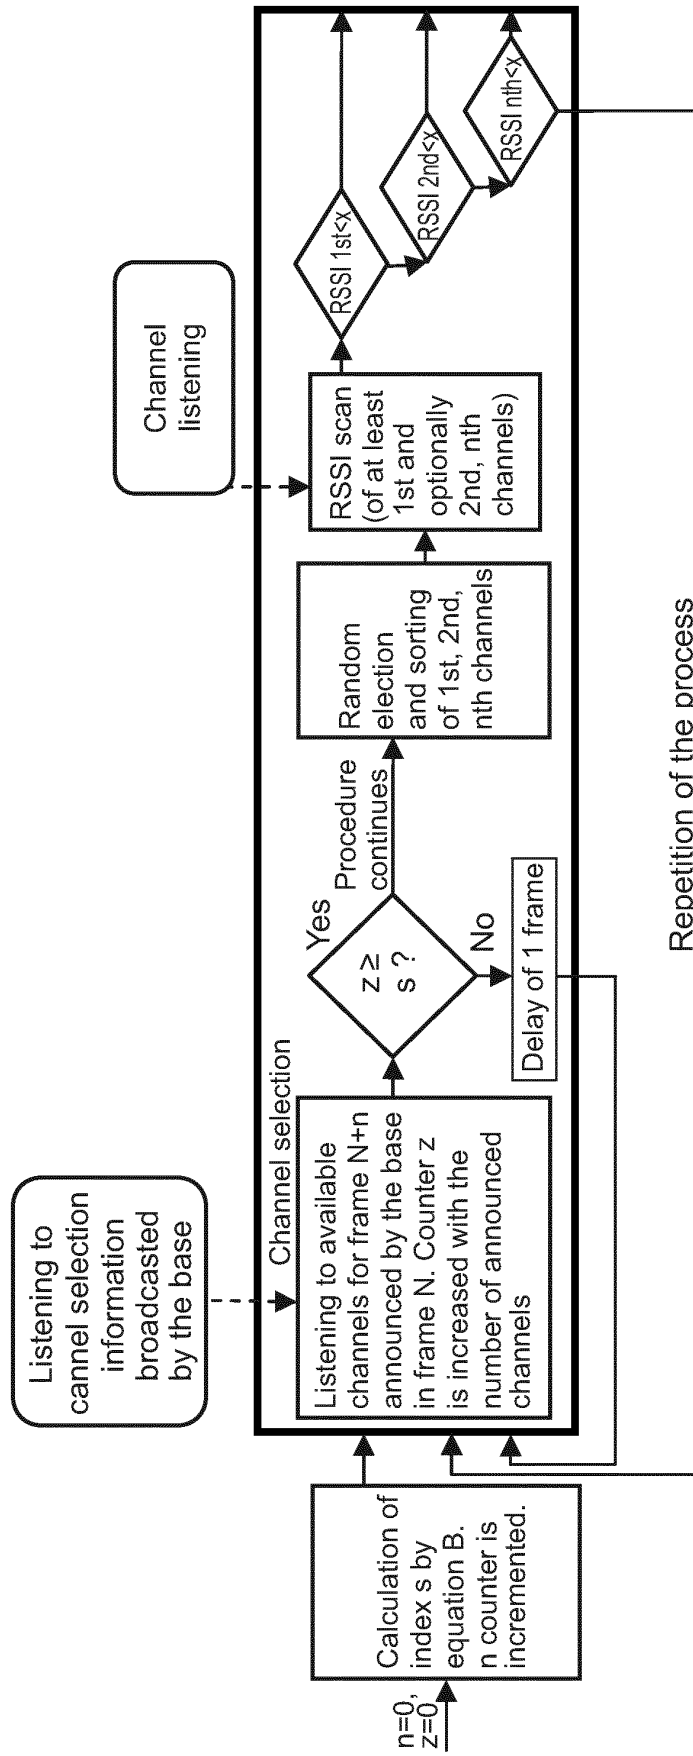 n=0,
z=0
Calculation of
index s by
equation B.
n counter is
incremented.
Listening to
cannel selection
information
broadcasted
by the base
Channel selection
Listening to available
channels for frame N+n
announced by the base
in frame N. Counter z
is increased with the
number of announced
channels
z ≥
s ?
Yes
No
Delay of 1 frame
Procedure
continues
Random
election
and sorting
of 1st, 2nd,
nth channels
Channel
listening
RSSI scan
(of at least
1st and
optionally
2nd, nth
channels)
RSSI 1st<x
RSSI 2nd<x
RSSI nth<x
Repetition of the process